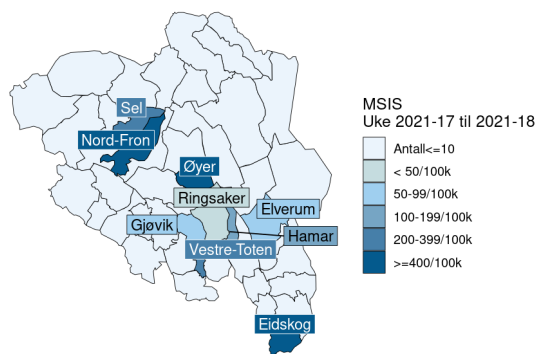 MSIS
Uke 2021-17 til 2021-18
Antall<=10
< 50/100k
50-99/100k
100-199/100k
200-399/100k
>=400/100k
Sel
Nord-Fron
Øyer
Ringsaker
Elverum
Gjøvik
Hamar
Vestre-Toten
Eidskog